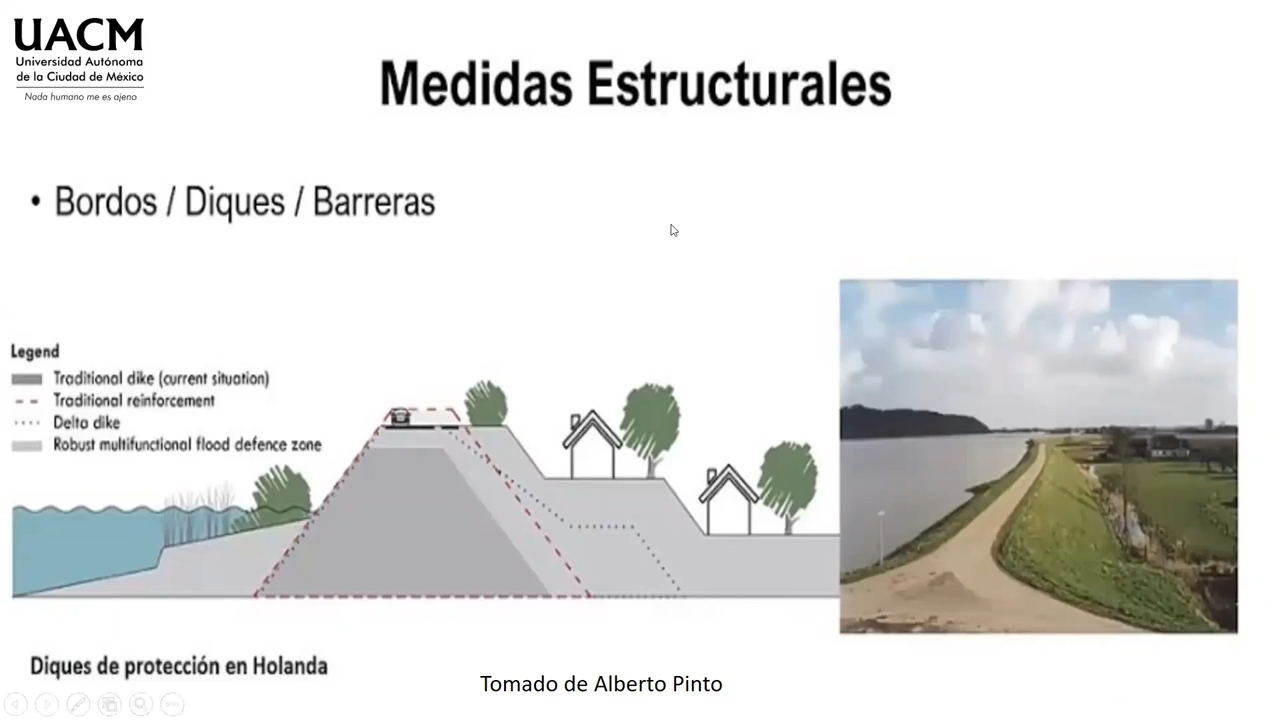 UACM
Universidad Autónoma
de la Ciudad de México
Nada humano me es ajeno
Medidas Estructurales
• Bordos / Diques / Barreras
Legend
Traditional dike (current situation)
Traditional reinforcement
Delta dike
Robust multifunctional flood defence zone
Diques de protección en Holanda
Tomado de Alberto Pinto